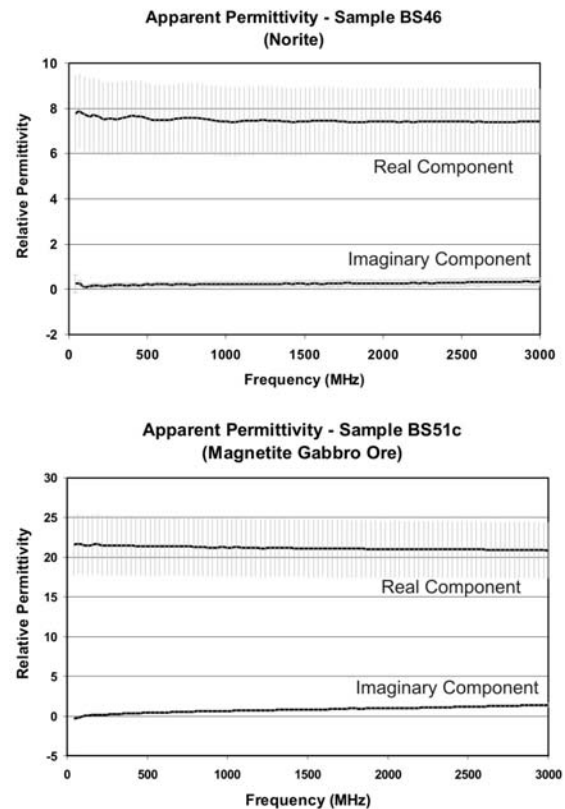 Apparent Permittivity - Sample BS46
(Norite)
10
8
6
4
2
0
-2
Relative Permittivity
Real Component
Imaginary Component
0 500 1000 1500 2000 2500 3000
Frequency (MHz)
Apparent Permittivity - Sample BS51c
(Magnetite Gabbro Ore)
30
25
20
15
10
5
0
-5
Relative Permittivity
Real Component
Imaginary Component
0 500 1000 1500 2000 2500 3000
Frequency (MHz)